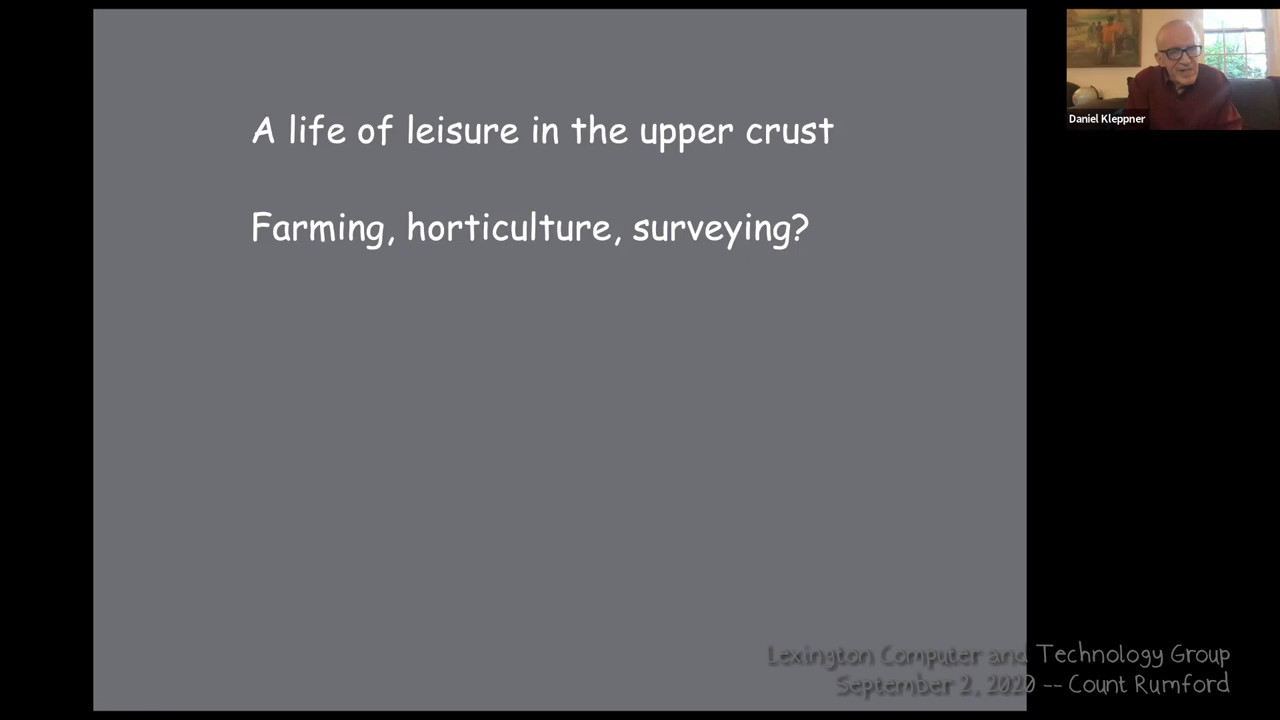 A life of leisure in the upper crust
Farming, horticulture, surveying?
Daniel Kleppner
Lexington Computer and Technology Group
September 2, 2020 -- Count Rumford